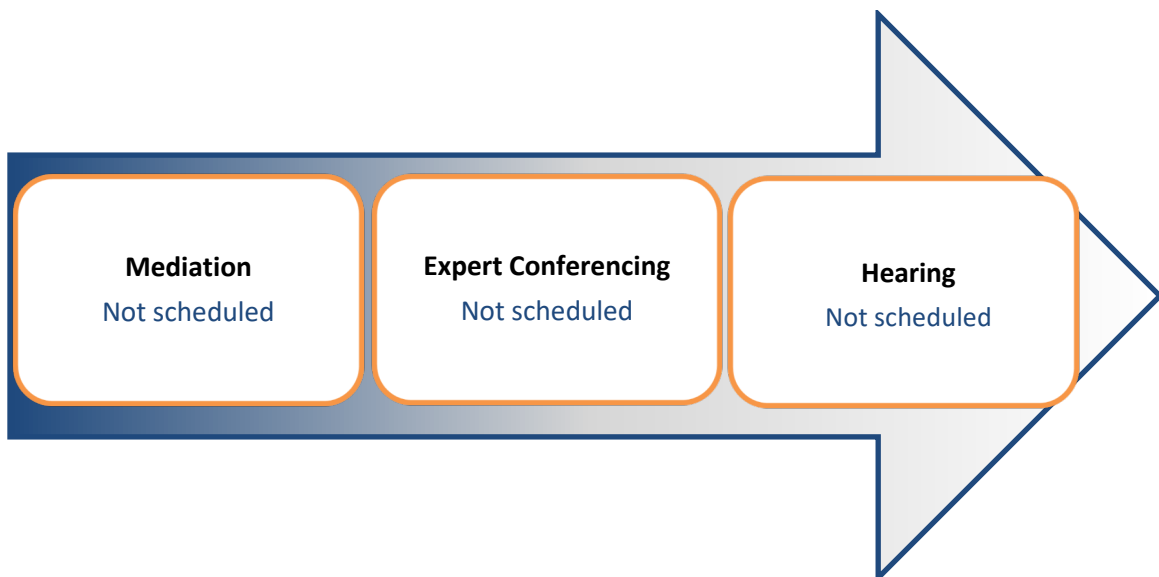 Mediation
Not scheduled
Expert Conferencing
Not scheduled
Hearing
Not scheduled